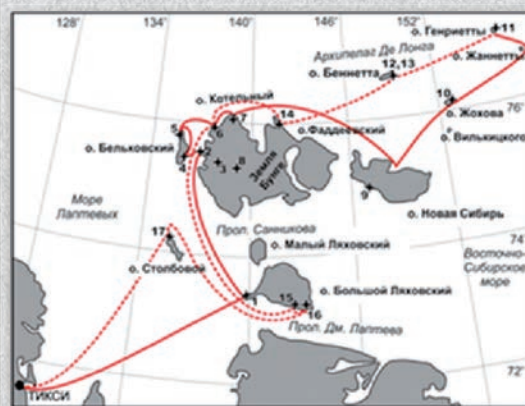 128'
134'
140'
146'
152'
о. Генриетты
11
Архипелаг Де Лонга
о. Жаннетты
12,13
о. Беннетта
о. Котельный
10
о. Жохова
76'
5
6
7
14
о. Фаддеевский
о. Вилькицкого
о. Бельковский
4
2
3
8
Земля
Бунге
9
Море
Лаптевых
о. Новая Сибирь
17
Прол. Санникова
74'
о. Малый Ляховский
Восточно-
Сибирское
море
о. Столбовой
о. Большой Ляховский
1
15
16
Прол. Дм. Лаптева
72'
ТИКСИ